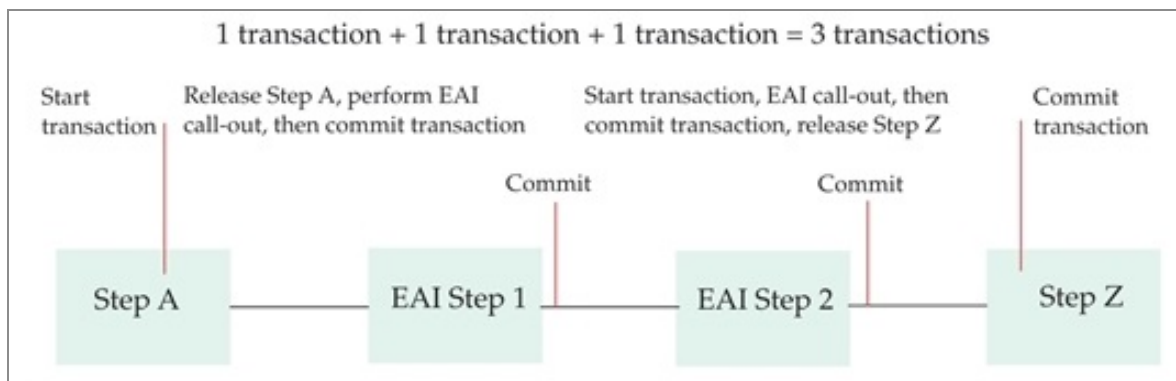 1 transaction + 1 transaction + 1 transaction = 3 transactions
Start
transaction
Release Step A, perform EAI
call-out, then commit transaction
Start transaction, EAI call-out, then
commit transaction, release Step Z
Commit
transaction
Commit
Commit
Step A
EAI Step 1
EAI Step 2
Step Z